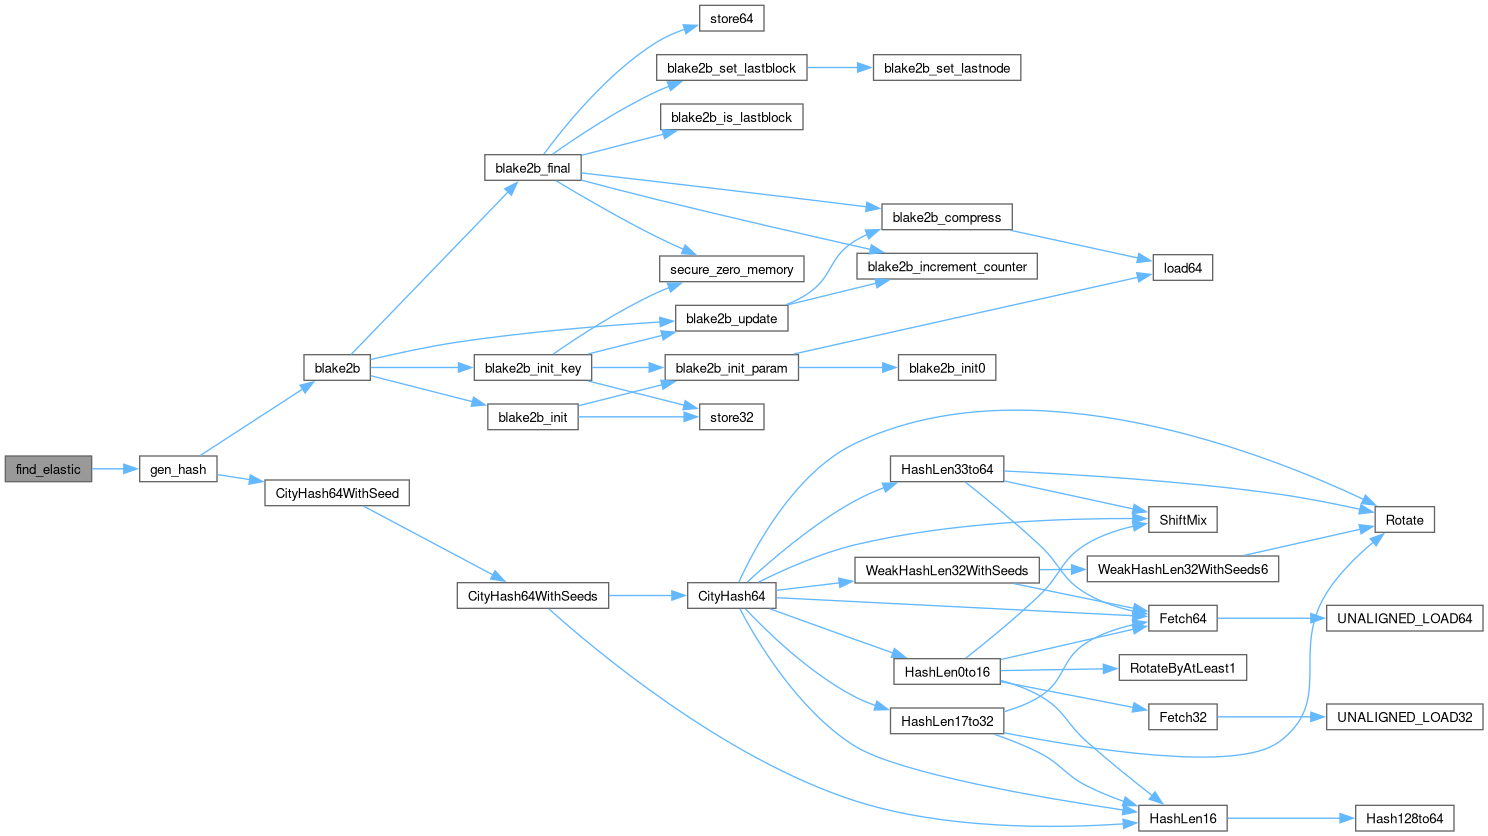 store64
blake2b_set_lastblock
blake2b_set_lastnode
blake2b_is_lastblock
blake2b_final
blake2b_compress
secure_zero_memory
blake2b_increment_counter
load64
blake2b_update
blake2b
blake2b_init_key
blake2b_init_param
blake2b_init0
blake2b_init
store32
find_elastic
gen_hash
HashLen33to64
CityHash64WithSeed
ShiftMix
Rotate
WeakHashLen32WithSeeds
WeakHashLen32WithSeeds6
CityHash64WithSeeds
CityHash64
Fetch64
UNALIGNED_LOAD64
HashLen0to16
RotateByAtLeast1
HashLen17to32
Fetch32
UNALIGNED_LOAD32
HashLen16
Hash128to64